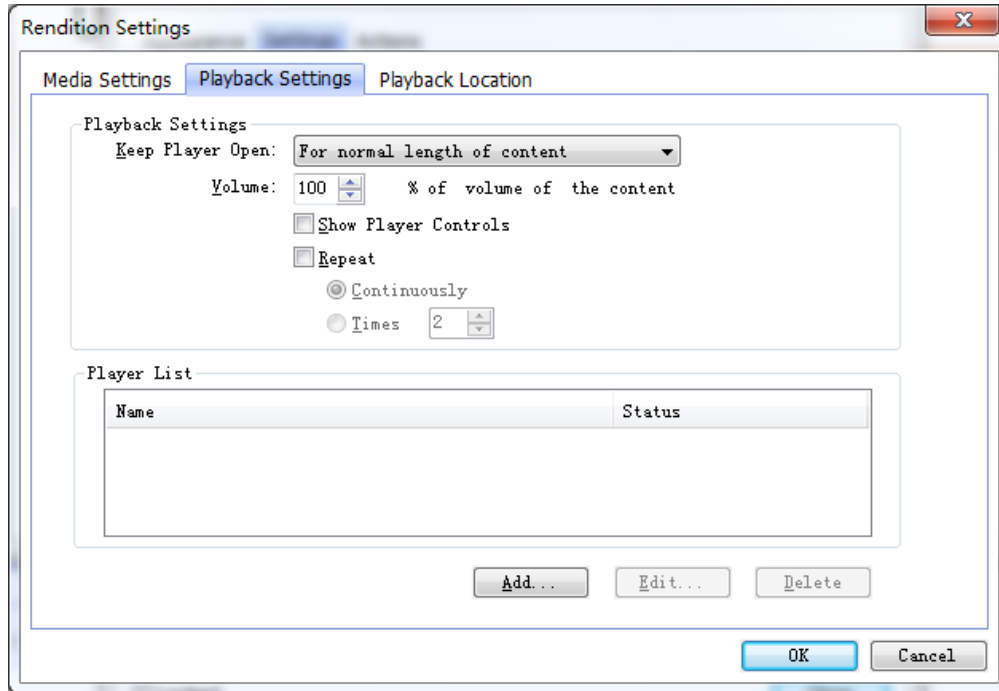 Rendition Settings
Settings Actions
Media Settings Playback Settings Playback Location
Playback Settings
Keep Player Open: For normal length of content
Volume: 100 % of volume of the content
Show Player Controls
Repeat
Continuously
Times 2
Player List
Name Status
Add... Edit... Delete
OK Cancel